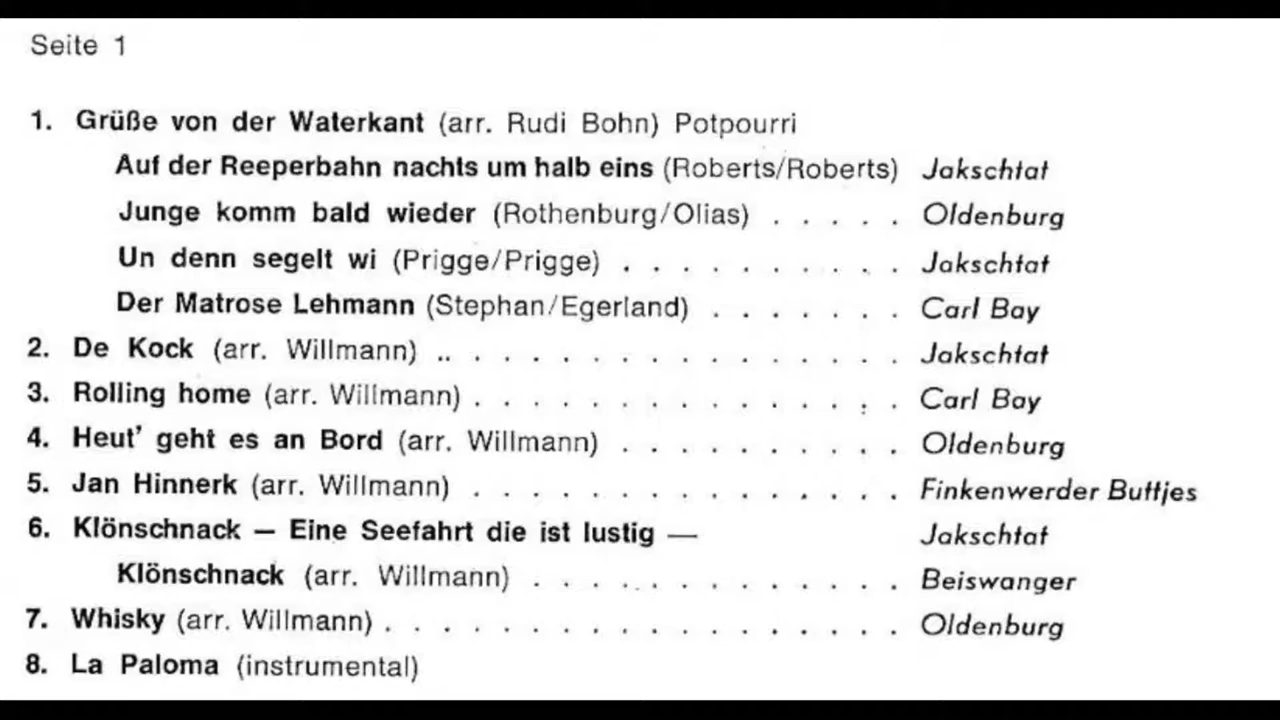 Seite 1
1. Grüße von der Waterkant (arr. Rudi Bohn) Potpourri
Auf der Reeperbahn nachts um halb eins (Roberts/Roberts) Jakschtat
Junge komm bald wieder (Rothenburg/Olias) . . . . . Oldenburg
Un denn segelt wi (Prigge/Prigge) . . . . . . . . . . Jakschtat
Der Matrose Lehmann (Stephan/Egerland) . . . . . . . Carl Bay
2. De Kock (arr. Willmann) .. . . . . . . . . . . . . . . . Jakschtat
3. Rolling home (arr. Willmann) . . . . . . . . . . . . . . . Carl Bay
4. Heut' geht es an Bord (arr. Willmann) . . . . . . . . . . Oldenburg
5. Jan Hinnerk (arr. Willmann) . . . . . . . . . . . . . . . Finkenwerder Buttjes
6. Klönschnack — Eine Seefahrt die ist lustig — Jakschtat
Klönschnack (arr. Willmann) . . . . . . . . . . . . . Beiswanger
7. Whisky (arr. Willmann) . . . . . . . . . . . . . . . . . . Oldenburg
8. La Paloma (instrumental)